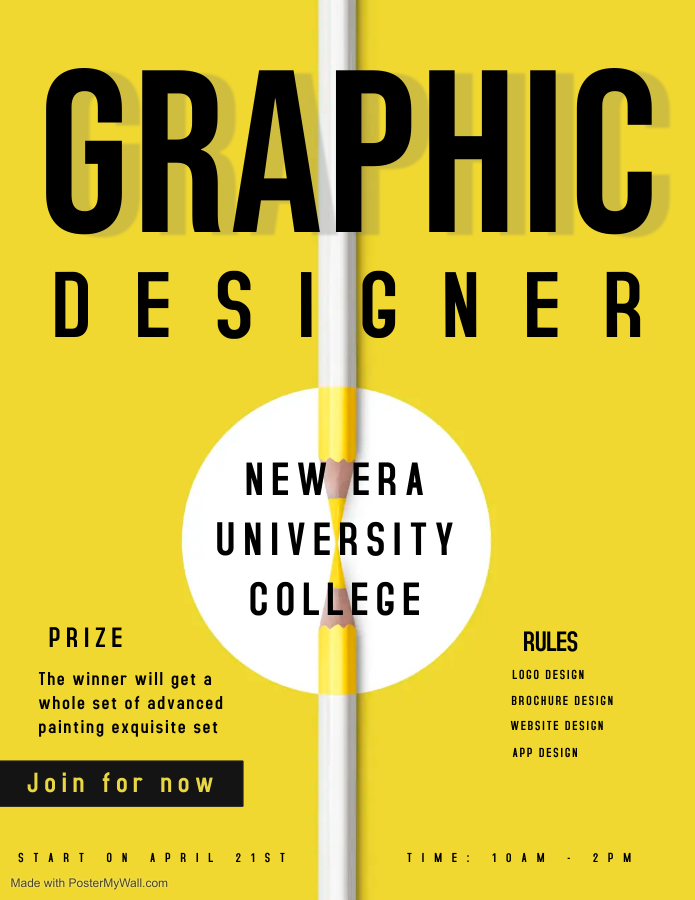 GRAPHIC
DESIGNER
NEW ERA
UNIVERSITY
COLLEGE
PRIZE
The winner will get a
whole set of advanced
painting exquisite set
Join for now
RULES
LOGO DESIGN
BROCHURE DESIGN
WEBSITE DESIGN
APP DESIGN
START ON APRIL 21ST
TIME: 10AM - 2PM
Made with PosterMyWall.com